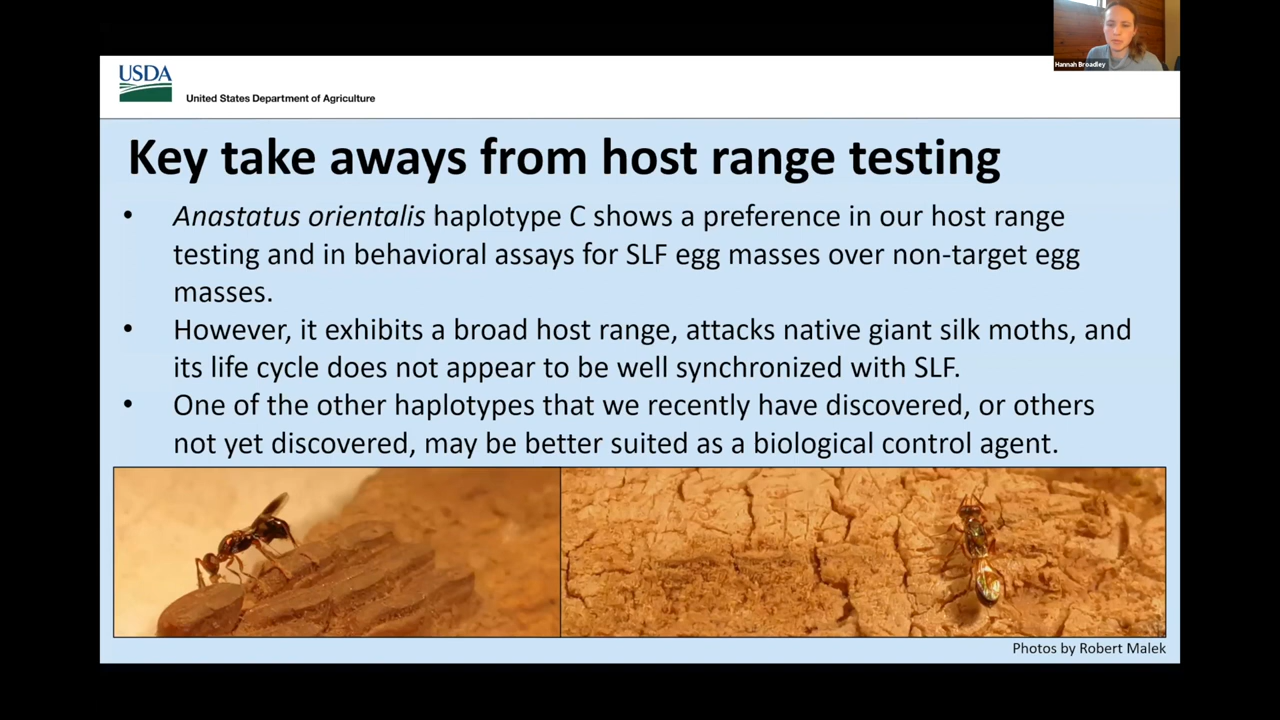 Hannah Broadley
USDA
United States Department of Agriculture
Key take aways from host range testing
• Anastatus orientalis haplotype C shows a preference in our host range
testing and in behavioral assays for SLF egg masses over non-target egg
masses.
• However, it exhibits a broad host range, attacks native giant silk moths, and
its life cycle does not appear to be well synchronized with SLF.
• One of the other haplotypes that we recently have discovered, or others
not yet discovered, may be better suited as a biological control agent.
Photos by Robert Malek